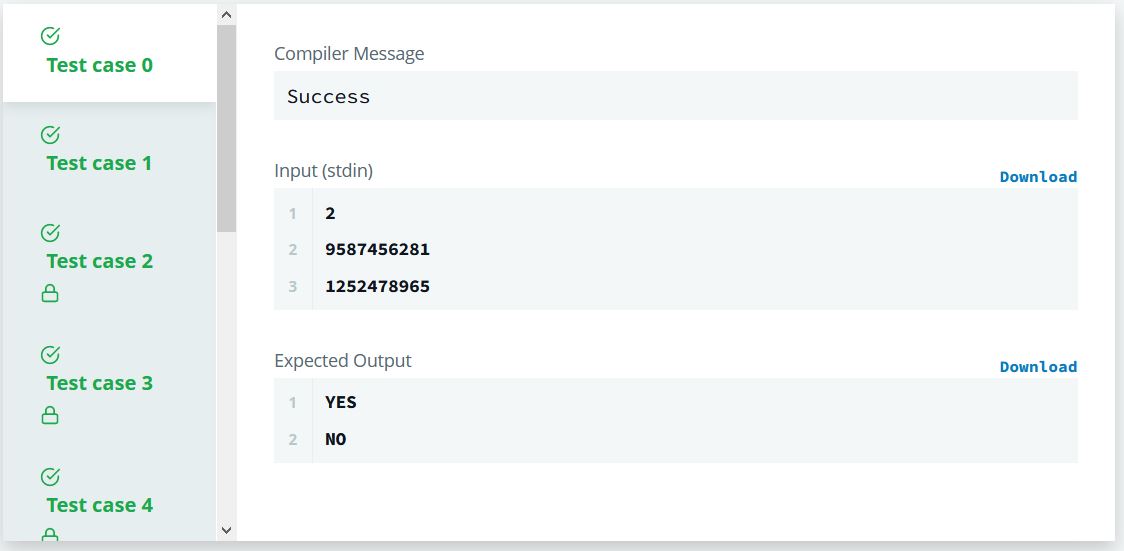 Test case 0
Test case 1
Test case 2
Test case 3
Test case 4
Compiler Message
Success
Input (stdin)
Download
1 2
2 9587456281
3 1252478965
Expected Output
Download
1 YES
2 NO